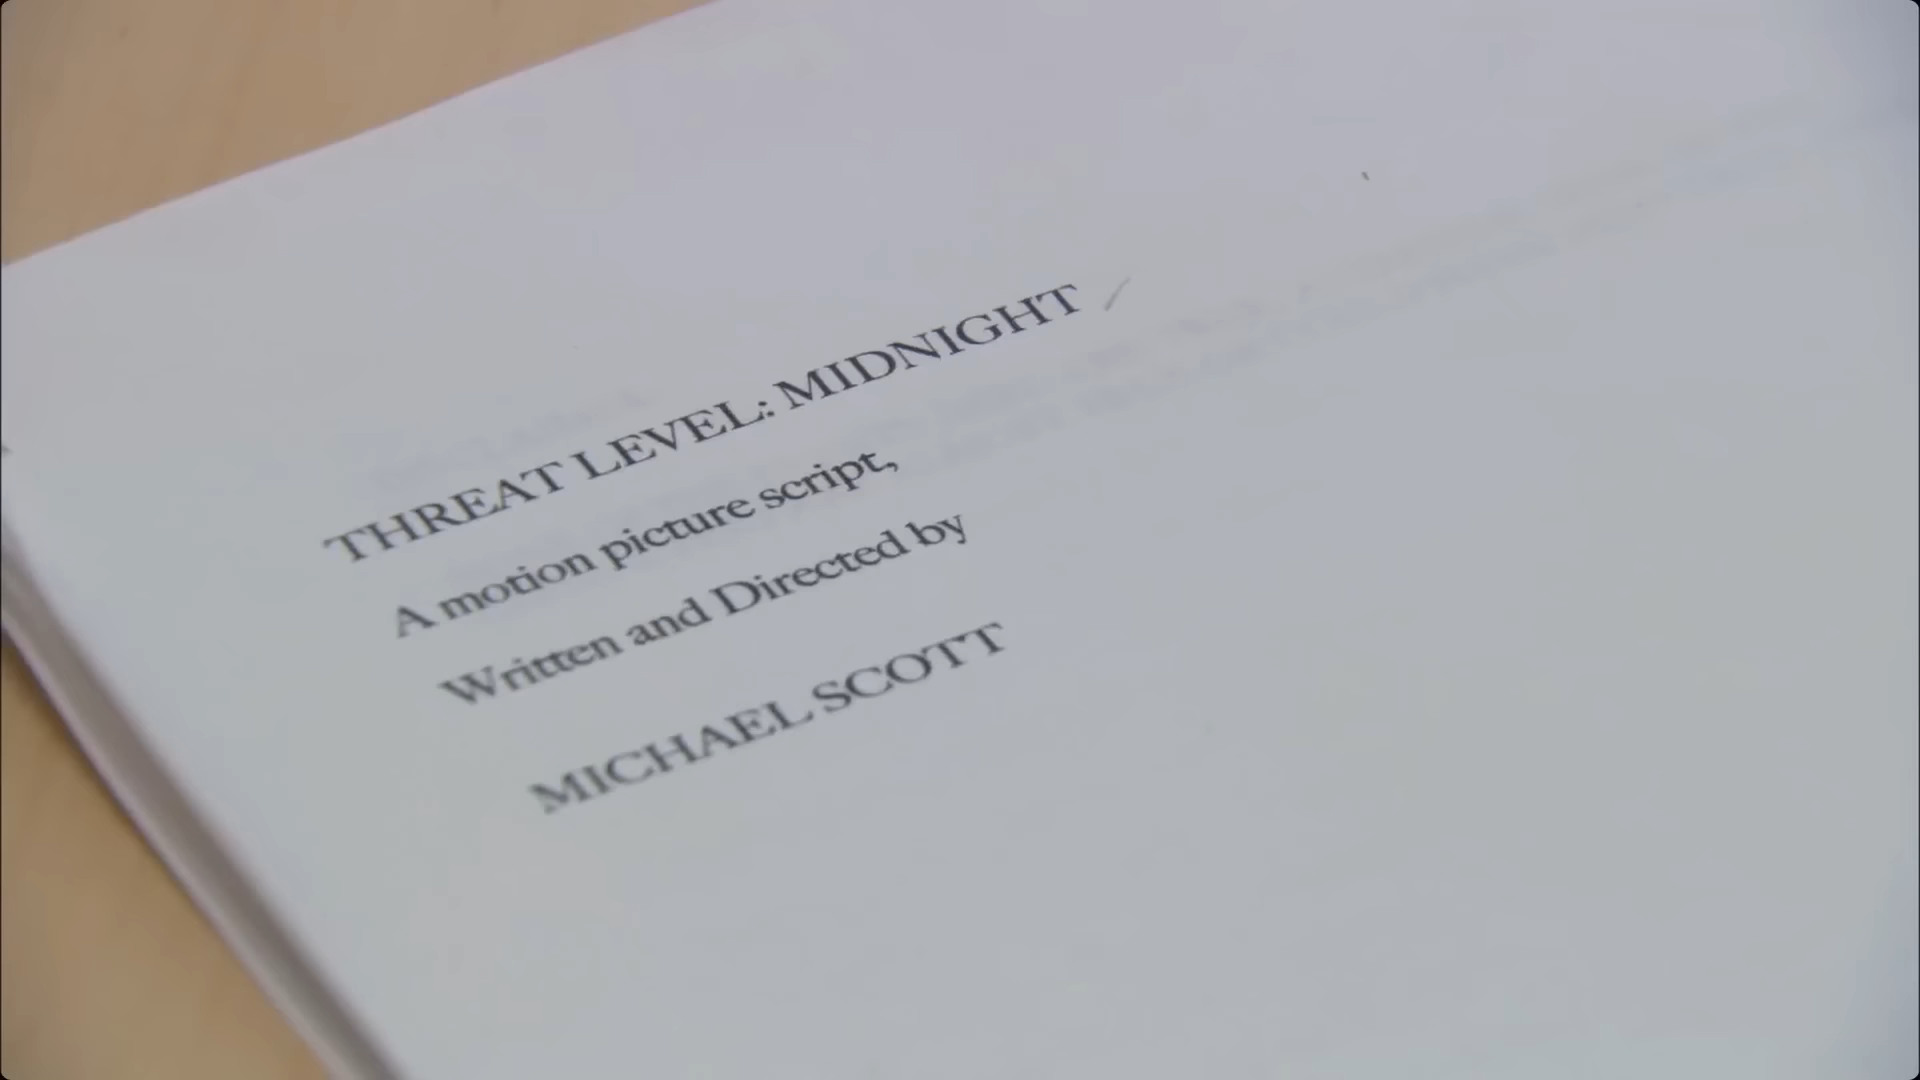 THREAT LEVEL: MIDNIGHT
A motion picture script,
Written and Directed by
MICHAEL SCOTT